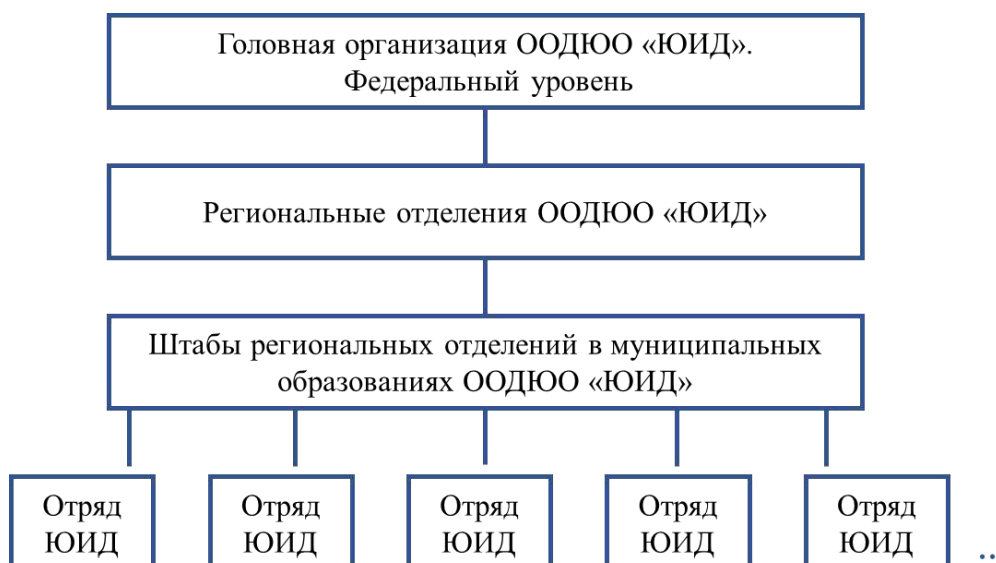 Головная организация ООДЮО «ЮИД».
Федеральный уровень
Региональные отделения ООДЮО «ЮИД»
Штабы региональных отделений в муниципальных
образованиях ООДЮО «ЮИД»
Отряд
ЮИД
Отряд
ЮИД
Отряд
ЮИД
Отряд
ЮИД
Отряд
ЮИД
..